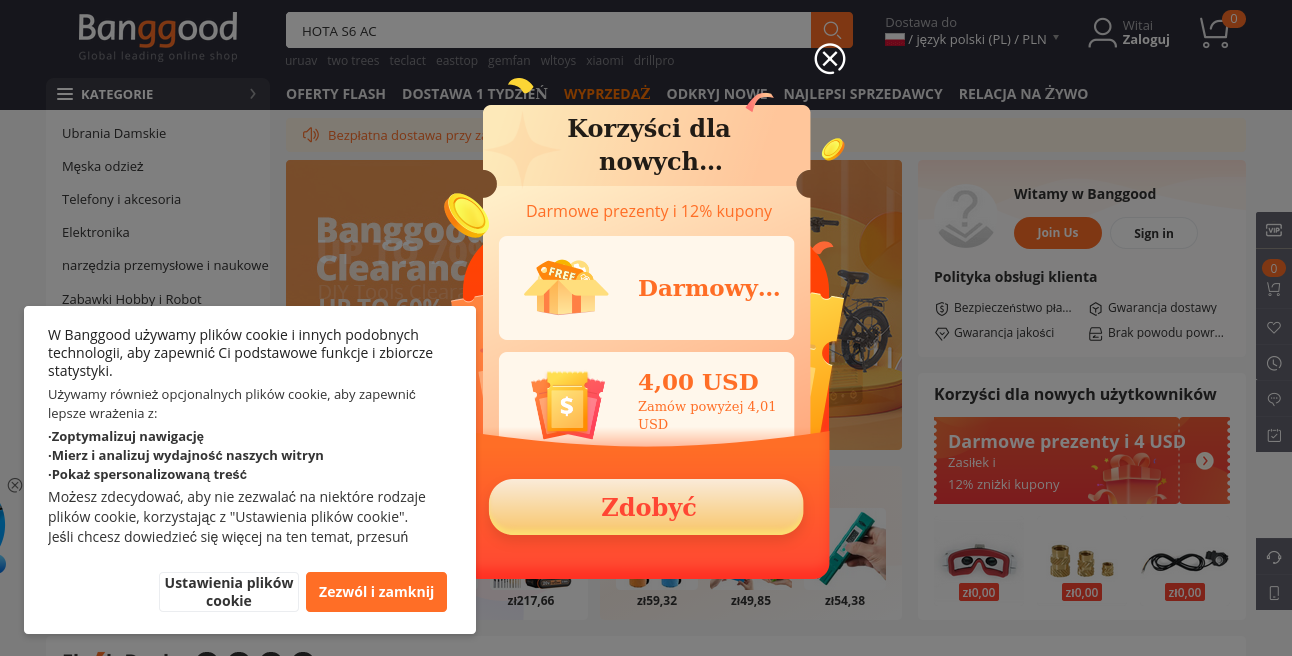 Banggood
Global leading online shop
HOTA S6 AC
uruav two trees teclact easttop gemfan wltoys xiaomi drillpro
Dostawa do
/ język polski (PL) / PLN
Witaj
Zaloguj
0
KATEGORIE
OFERTY FLASH DOSTAWA 1 TYDZIEŃ WYPRZEDAŻ ODKRYJ NOWE NAJLEPSI SPRZEDAWCY RELACJA NA ŻYWO
Ubrania Damskie
Męska odzież
Telefony i akcesoria
Elektronika
narzędzia przemysłowe i naukowe
Zabawki Hobby i Robot
Bezpłatna dostawa przy za
Banggood
Clearanc
DIY Tools Cleara
UP TO 60%
Korzyści dla
nowych...
Darmowe prezenty i 12% kupony
FREE
Darmowy...
$
4,00 USD
Zamów powyżej 4,01
USD
Zdobyć
W Banggood używamy plików cookie i innych podobnych
technologii, aby zapewnić Ci podstawowe funkcje i zbiorcze
statystyki.
Używamy również opcjonalnych plików cookie, aby zapewnić
lepsze wrażenia z:
·Zoptymalizuj nawigację
·Mierz i analizuj wydajność naszych witryn
·Pokaż spersonalizowaną treść
Możesz zdecydować, aby nie zezwalać na niektóre rodzaje
plików cookie, korzystając z "Ustawienia plików cookie".
Jeśli chcesz dowiedzieć się więcej na ten temat, przesuń
Ustawienia plików
cookie
Zezwól i zamknij
zł217,66 zł59,32 zł49,85 zł54,38
Witamy w Banggood
Join Us Sign in
Polityka obsługi klienta
Bezpieczeństwo pła... Gwarancja dostawy
Gwarancja jakości Brak powodu powr...
Korzyści dla nowych użytkowników
Darmowe prezenty i 4 USD
Zasiłek i
12% zniżki kupony
zł0,00 zł0,00 zł0,00
VIP
0